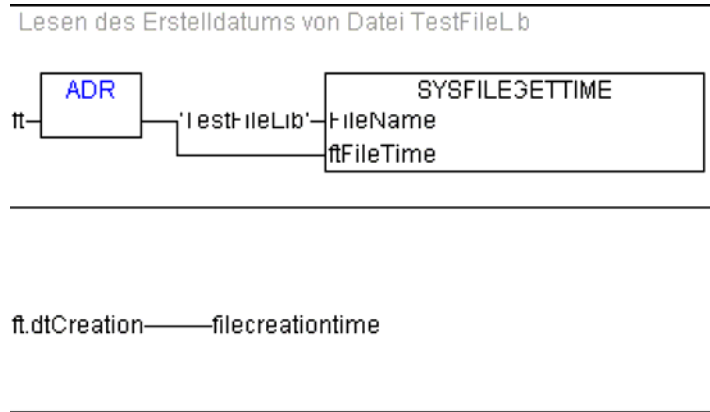 Lesen des Erstelldatums von Datei TestFileLib
ADR
SYSFILEGETTIME
ft
'TestFileLib'
FileName
ftFileTime
ft.dtCreation
filecreationtime